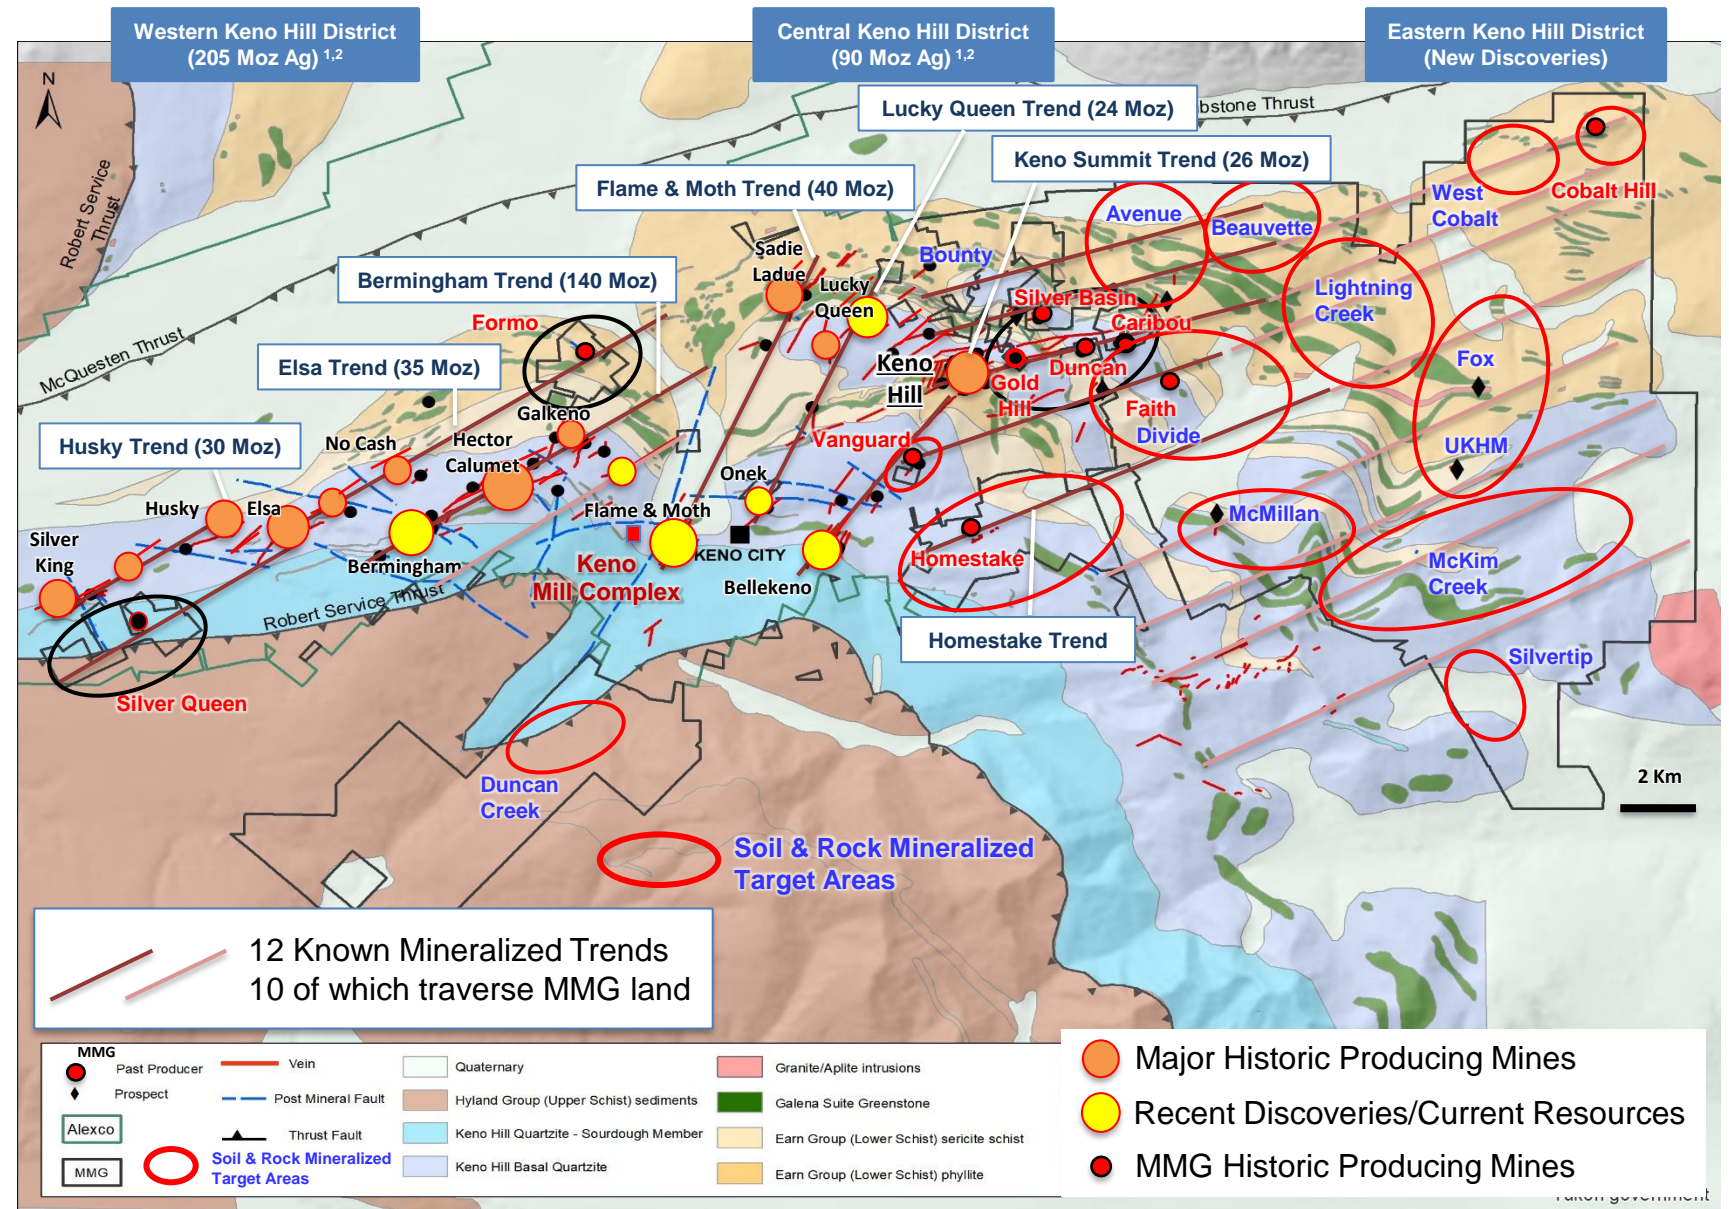 Western Keno Hill District
(205 Moz Ag) 1,2
Central Keno Hill District
(90 Moz Ag) 1,2
Eastern Keno Hill District
(New Discoveries)
N
Lucky Queen Trend (24 Moz)
bstone Thrust
Keno Summit Trend (26 Moz)
Flame & Moth Trend (40 Moz)
Robert Service
Thrust
West
Cobalt
Cobalt Hill
Avenue
Beauvette
Bounty
Sadie
Ladue
Lucky
Queen
Bermingham Trend (140 Moz)
Lightning
Creek
Silver Basin
Caribou
Formo
McQuesten Thrust
Elsa Trend (35 Moz)
Keno
Hill
Gold
Hill
Duncan
Fox
Faith
Divide
Galkeno
Husky Trend (30 Moz)
No Cash
Hector
Calumet
Vanguard
UKHM
Onek
Husky
Elsa
Flame & Moth
McMillan
Silver
King
KENO CITY
Bermingham
Keno
Mill Complex
Bellekeno
Homestake
McKim
Creek
Robert Service Thrust
Homestake Trend
Silvertip
Silver Queen
Duncan
Creek
2 Km
Soil & Rock Mineralized
Target Areas
12 Known Mineralized Trends
10 of which traverse MMG land
MMG
Past Producer
Prospect
Alexco
MMG
Vein
Post Mineral Fault
Thrust Fault
Soil & Rock Mineralized
Target Areas
Quaternary
Hyland Group (Upper Schist) sediments
Keno Hill Quartzite - Sourdough Member
Keno Hill Basal Quartzite
Granite/Aplite intrusions
Galena Suite Greenstone
Earn Group (Lower Schist) sericite schist
Earn Group (Lower Schist) phyllite
Major Historic Producing Mines
Recent Discoveries/Current Resources
MMG Historic Producing Mines
Yukon government